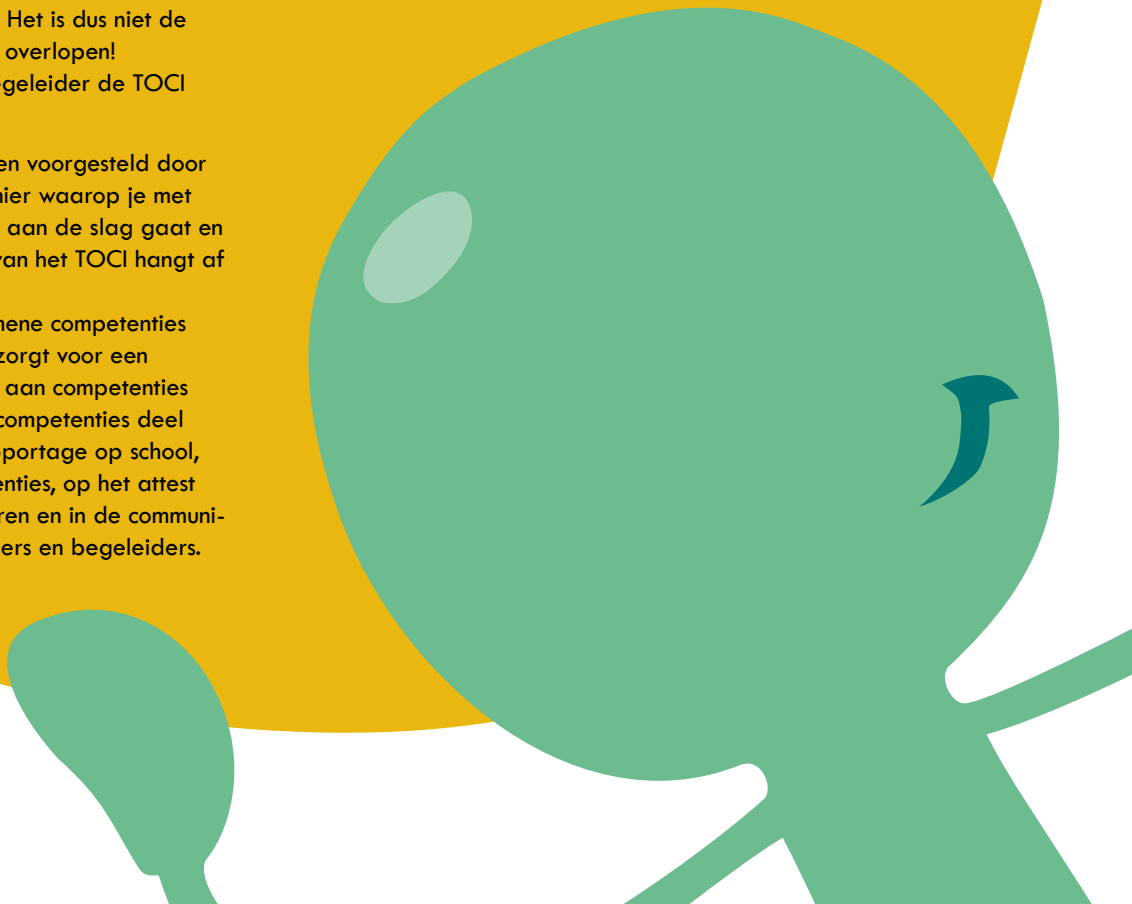 Het is dus niet de
overlopen!
egeleider de TOCI
en voorgesteld door
nier waarop je met
aan de slag gaat en
van het TOCI hangt af
mene competenties
zorgt voor een
aan competenties
competenties deel
portage op school,
enties, op het attest
ren en in de communi-
ers en begeleiders.